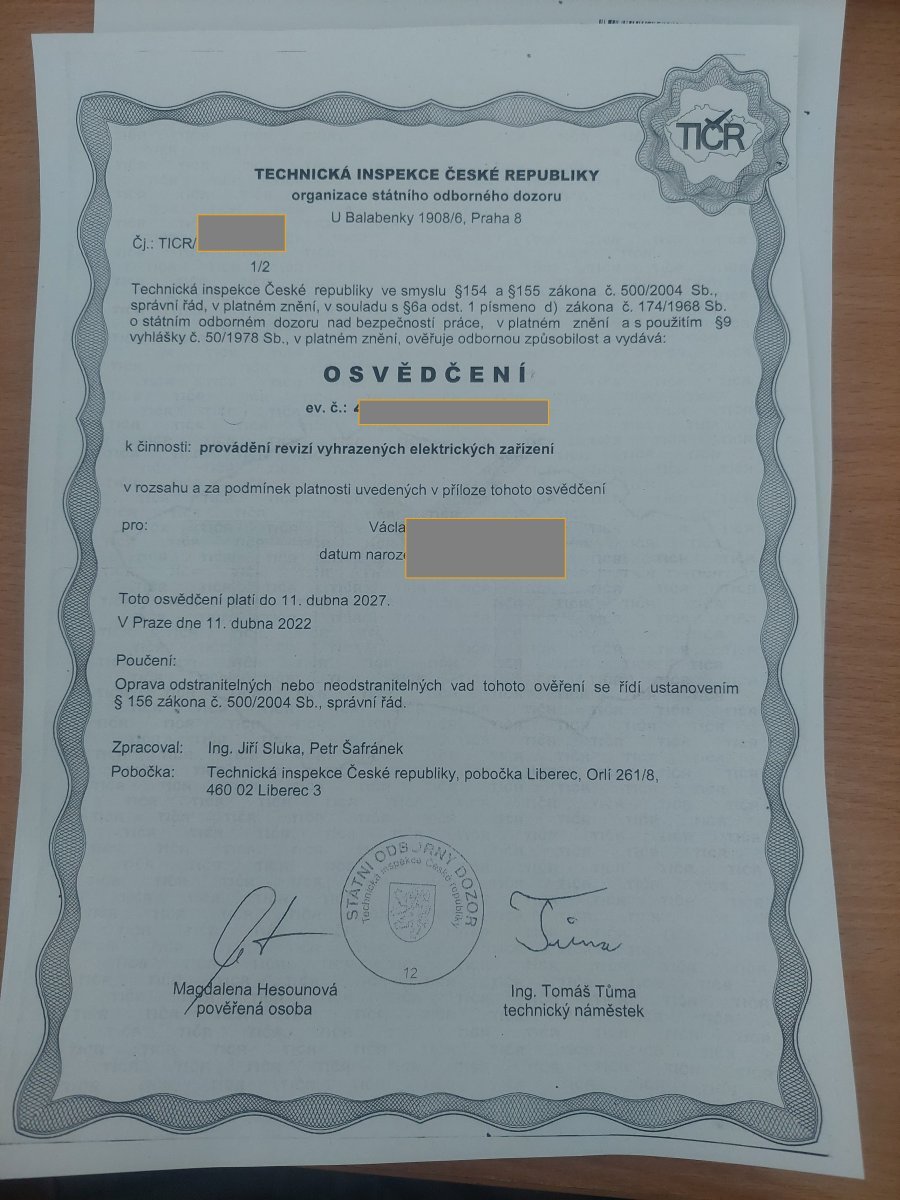 TIČR
TECHNICKÁ INSPEKCE ČESKÉ REPUBLIKY
organizace státního odborného dozoru
U Balabenky 1908/6, Praha 8
Čj.: TICR/
1/2
Technická inspekce České republiky ve smyslu §154 a §155 zákona č. 500/2004 Sb.,
správní řád, v platném znění, v souladu s §6a odst. 1 písmeno d) zákona č. 174/1968 Sb.
o státním odborném dozoru nad bezpečností práce, v platném znění a s použitím §9
vyhlášky č. 50/1978 Sb., v platném znění, ověřuje odbornou způsobilost a vydává:
OSVĚDČENÍ
ev. č.:
k činnosti: provádění revizí vyhrazených elektrických zařízení
v rozsahu a za podmínek platnosti uvedených v příloze tohoto osvědčení
pro: Václa
datum naroze
Toto osvědčení platí do 11. dubna 2027.
V Praze dne 11. dubna 2022
Poučení:
Oprava odstranitelných nebo neodstranitelných vad tohoto ověření se řídí ustanovením
§ 156 zákona č. 500/2004 Sb., správní řád.
Zpracoval: Ing. Jiří Sluka, Petr Šafránek
Pobočka: Technická inspekce České republiky, pobočka Liberec, Orlí 261/8,
460 02 Liberec 3
STÁTNÍ ODBORNÝ DOZOR
Technická inspekce České republiky
12
Tůma
Magdalena Hesounová
pověřená osoba
Ing. Tomáš Tůma
technický náměstek